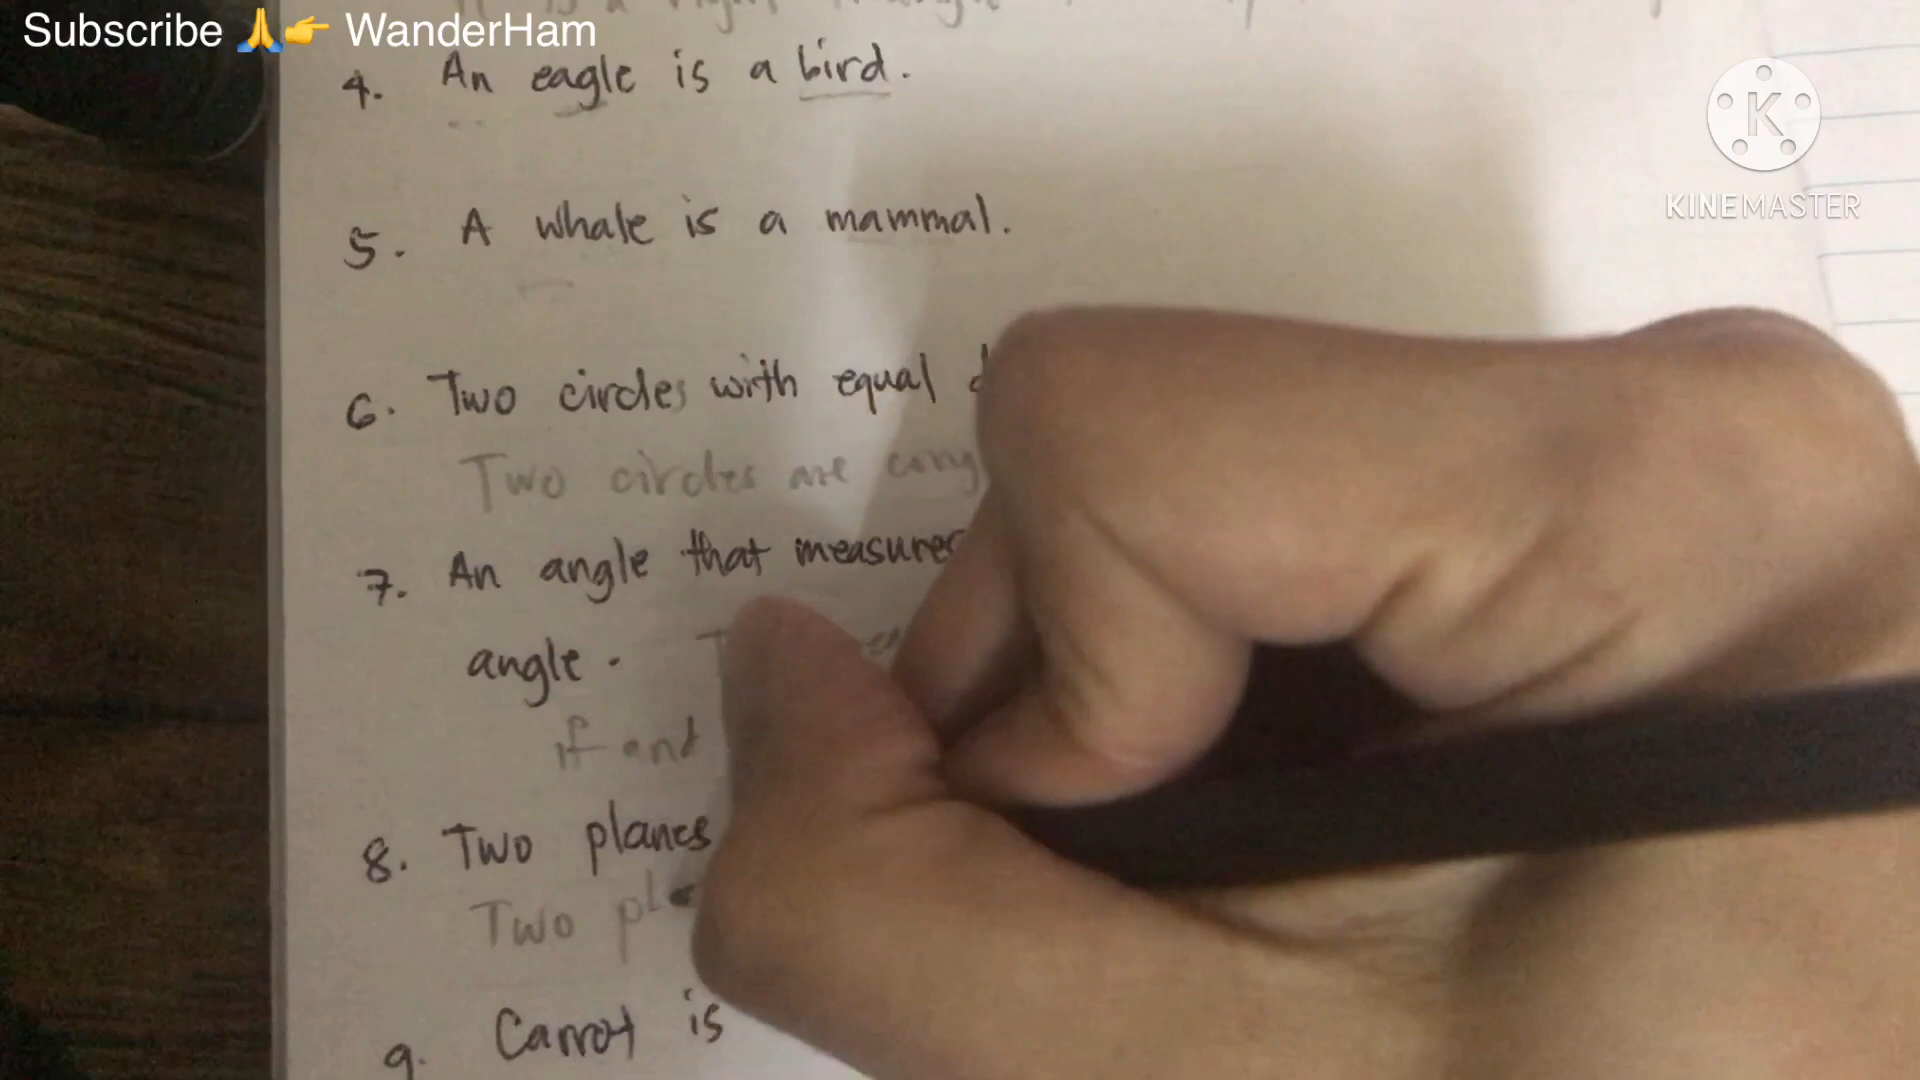 Subscribe 🙏👉 WanderHam
KINEMASTER
4. An eagle is a bird.
5. A whale is a mammal.
6. Two circles with equal
Two circles are
7. An angle that measures
angle.
if and
8. Two planes
Two
9. Carrot is